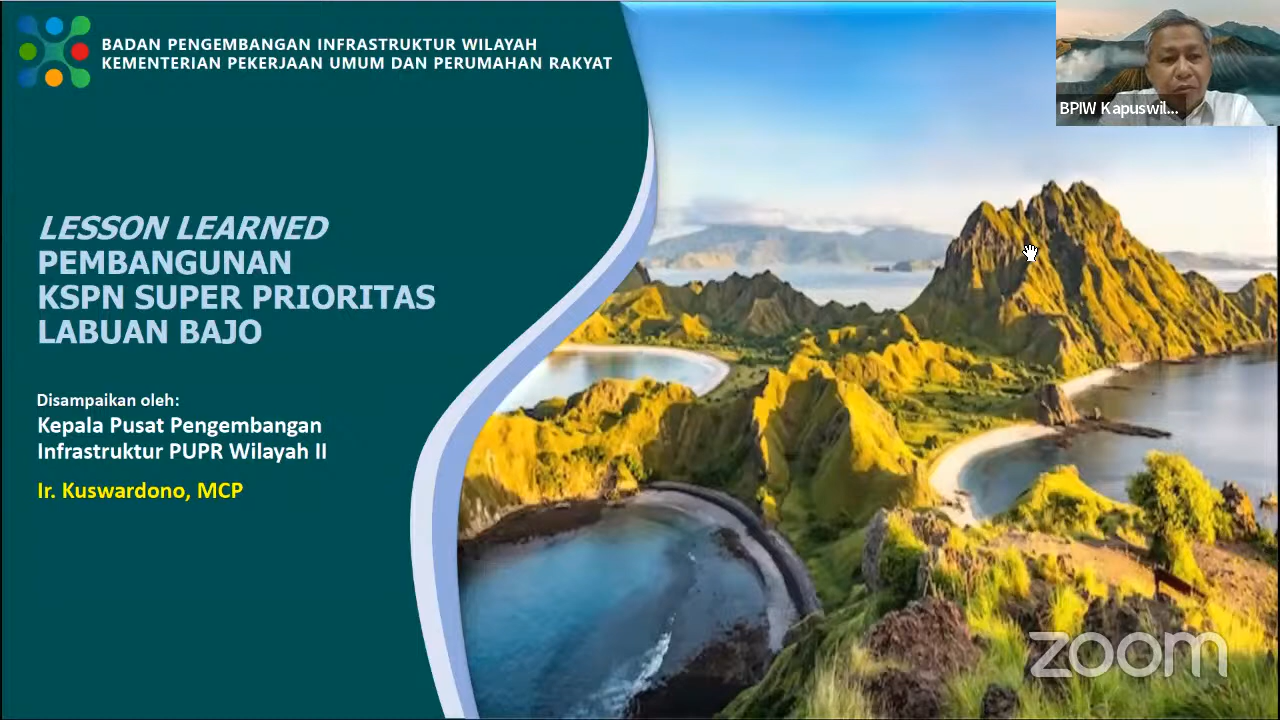 BADAN PENGEMBANGAN INFRASTRUKTUR WILAYAH
KEMENTERIAN PEKERJAAN UMUM DAN PERUMAHAN RAKYAT
BPIW Kapuswil...
LESSON LEARNED
PEMBANGUNAN
KSPN SUPER PRIORITAS
LABUAN BAJO
Disampaikan oleh:
Kepala Pusat Pengembangan
Infrastruktur PUPR Wilayah II
Ir. Kuswardono, MCP
zoom